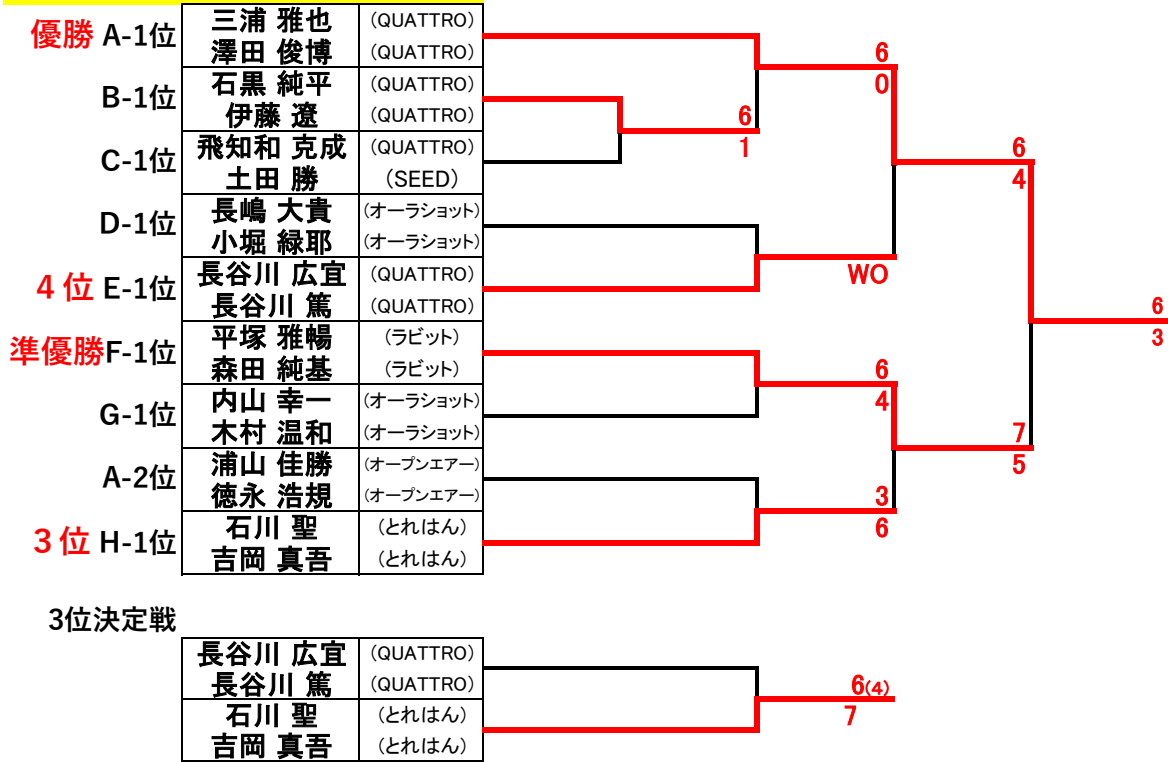 優勝 A-1位 三浦 雅也 (QUATTRO)
澤田 俊博 (QUATTRO)
B-1位 石黒 純平 (QUATTRO)
伊藤 遼 (QUATTRO)
C-1位 飛知和 克成 (QUATTRO)
土田 勝 (SEED)
D-1位 長嶋 大貴 (オーラショット)
小堀 緑耶 (オーラショット)
4位 E-1位 長谷川 広宜 (QUATTRO)
長谷川 篤 (QUATTRO)
準優勝 F-1位 平塚 雅暢 (ラビット)
森田 純基 (ラビット)
G-1位 内山 幸一 (オーラショット)
木村 温和 (オーラショット)
A-2位 浦山 佳勝 (オープンエアー)
徳永 浩規 (オープンエアー)
3位 H-1位 石川 聖 (とれはん)
吉岡 真吾 (とれはん)
6
1
6
0
WO
6
4
3
6
6
4
7
5
6
3
3位決定戦
長谷川 広宜 (QUATTRO)
長谷川 篤 (QUATTRO)
石川 聖 (とれはん)
吉岡 真吾 (とれはん)
6(4)
7